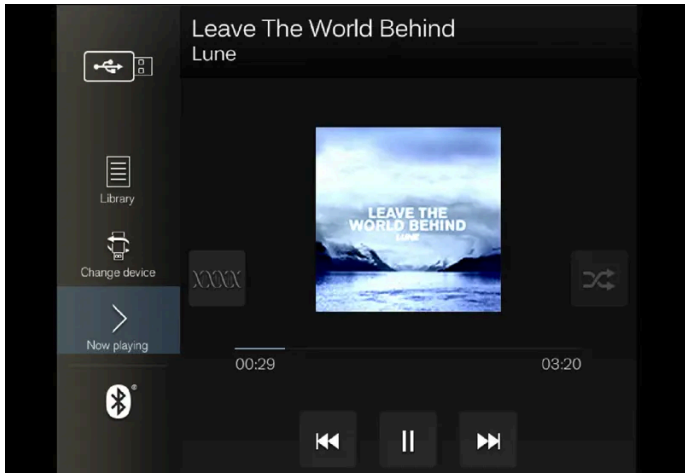 Leave The World Behind
Lune
Library
LEAVE THE
WORLD BEHIND
LUNE
Change device
Now playing
00:29
03:20